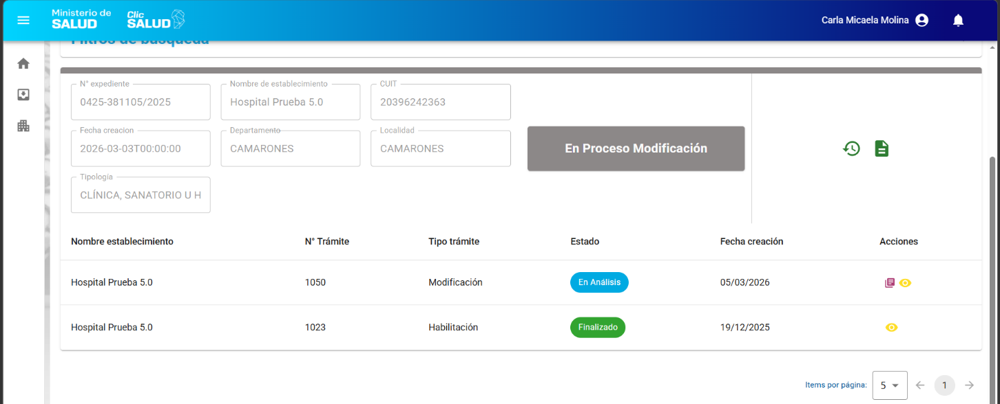 Ministerio de
SALUD
Clic
SALUD
Carla Micaela Molina
Filtros de búsqueda
N° expediente
0425-381105/2025
Nombre de establecimiento
Hospital Prueba 5.0
CUIT
20396242363
Fecha creacion
2026-03-03T00:00:00
Departamento
CAMARONES
Localidad
CAMARONES
Tipología
CLÍNICA, SANATORIO U H
En Proceso Modificación
Nombre establecimiento N° Trámite Tipo trámite Estado Fecha creación Acciones
Hospital Prueba 5.0 1050 Modificación En Análisis 05/03/2026
Hospital Prueba 5.0 1023 Habilitación Finalizado 19/12/2025
Items por página: 5 1